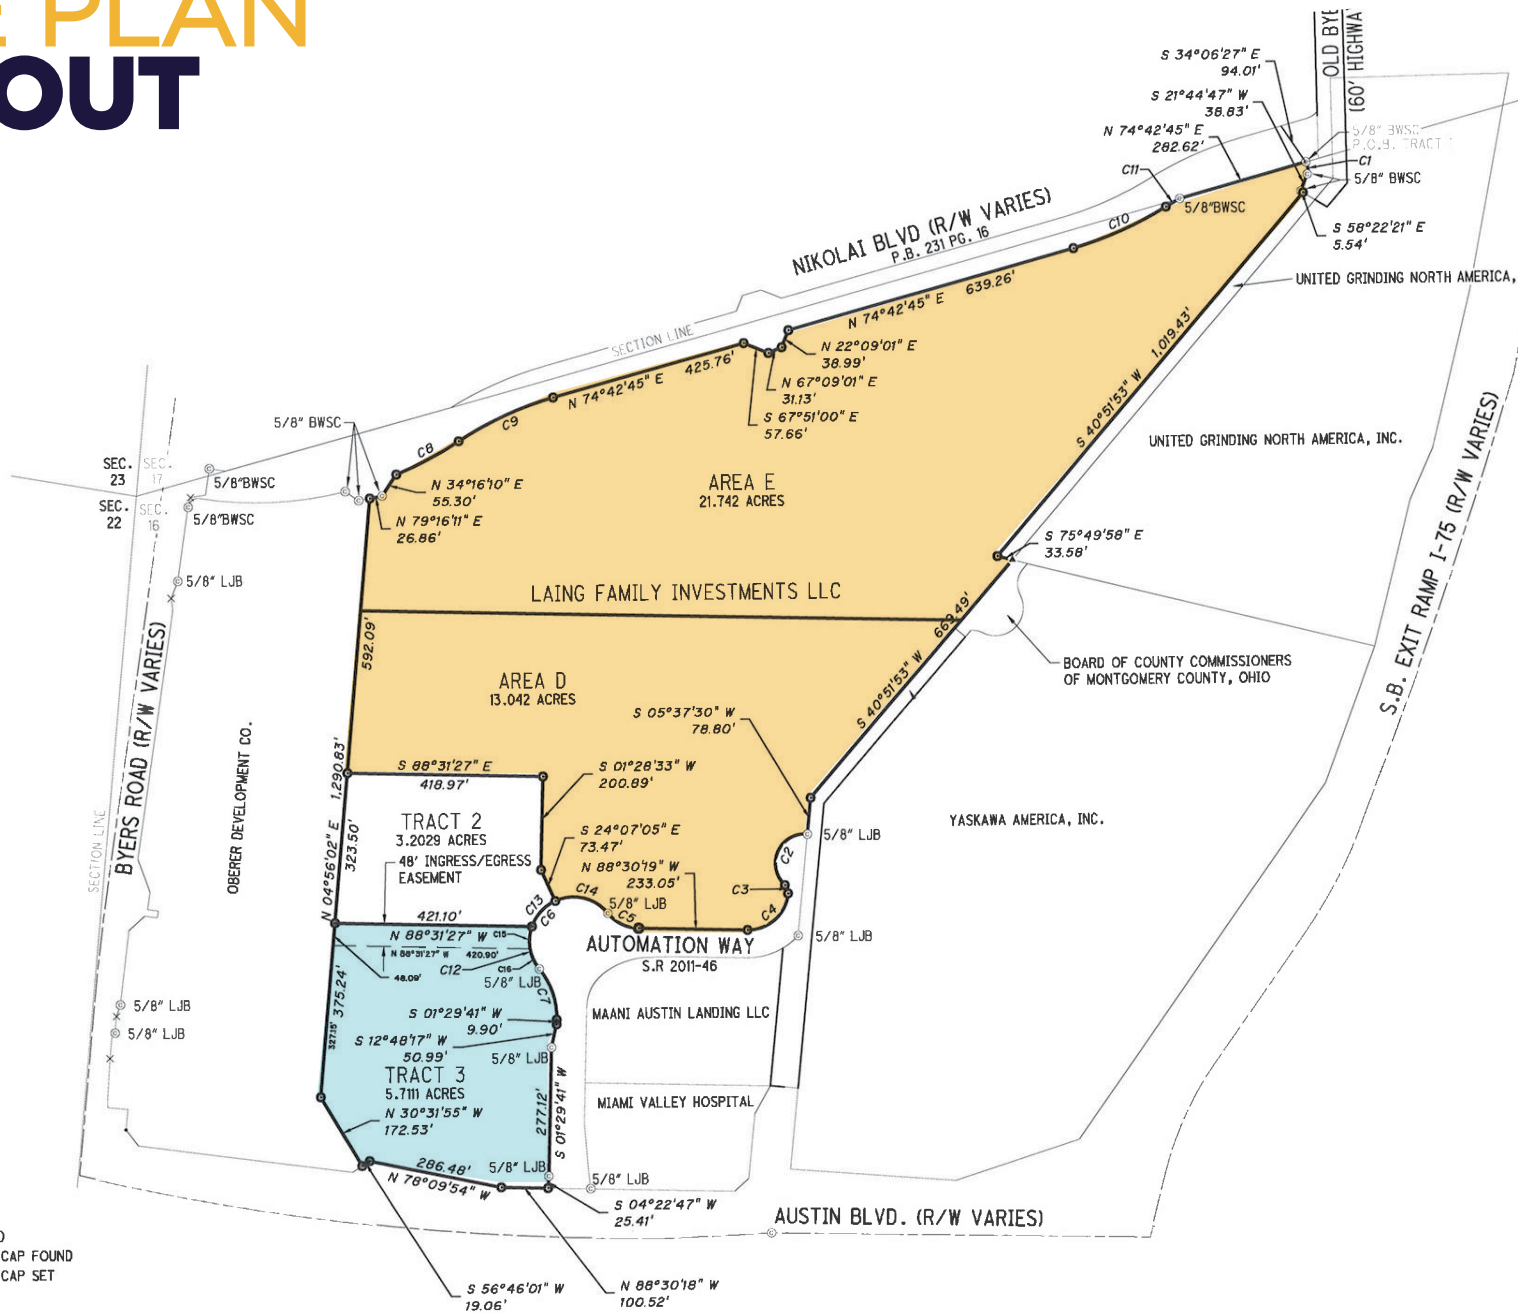 E PLAN
OUT
OLD BYE
(60' HIGHWA
S 34°06'27" E
94.01'
S 21°44'47" W
38.83'
N 74°42'45" E
282.62'
C11
5/8" BWSC
P.O.B. TRACT
C1
5/8" BWSC
5/8"BWSC
S 58°22'21" E
5.54'
C10
NIKOLAI BLVD (R/W VARIES)
P.B. 231 PG. 16
UNITED GRINDING NORTH AMERICA,
639.26'
N 74°42'45" E
SECTION LINE
1,019.43'
S 40°51'53" W
N 22°09'01" E
38.99'
N 67°09'01" E
31.13'
S 67°51'00" E
57.66'
425.76'
N 74°42'45" E
C9
C8
5/8" BWSC
UNITED GRINDING NORTH AMERICA, INC.
S.B. EXIT RAMP I-75 (R/W VARIES)
SEC. SEC.
23 17
SEC. SEC.
22 16
5/8"BWSC
5/8"BWSC
N 34°16'10" E
55.30'
N 79°16'11" E
26.86'
AREA E
21.742 ACRES
S 75°49'58" E
33.58'
5/8" LJB
LAING FAMILY INVESTMENTS LLC
669.49'
S 40°51'53" W
592.09'
BOARD OF COUNTY COMMISSIONERS
OF MONTGOMERY COUNTY, OHIO
AREA D
13.042 ACRES
S 05°37'30" W
78.80'
BYERS ROAD (R/W VARIES)
SECTION LINE
OBERER DEVELOPMENT CO.
1,290.83'
N 04°56'02" E
323.50'
S 88°31'27" E
418.97'
S 01°28'33" W
200.89'
TRACT 2
3.2029 ACRES
48' INGRESS/EGRESS
EASEMENT
S 24°07'05" E
73.47'
N 88°30'19" W
233.05'
YASKAWA AMERICA, INC.
5/8" LJB
C2
C3
C4
C14
5/8" LJB
C5
C13
C6
421.10'
N 88°31'27" W
C15
N 88°31'27" W 420.90'
C12
C16
48.09'
5/8" LJB
AUTOMATION WAY
S.R 2011-46
5/8" LJB
C7
375.24'
327.15'
5/8" LJB
5/8" LJB
S 01°29'41" W
9.90'
S 12°48'17" W
50.99'
5/8" LJB
MAANI AUSTIN LANDING LLC
TRACT 3
5.7111 ACRES
N 30°31'55" W
172.53'
277.12'
S 01°29'41" W
MIAMI VALLEY HOSPITAL
286.48'
N 78°09'54" W
5/8" LJB
5/8" LJB
S 04°22'47" W
25.41'
AUSTIN BLVD. (R/W VARIES)
CAP FOUND
CAP SET
S 56°46'01" W
19.06'
N 88°30'18" W
100.52'